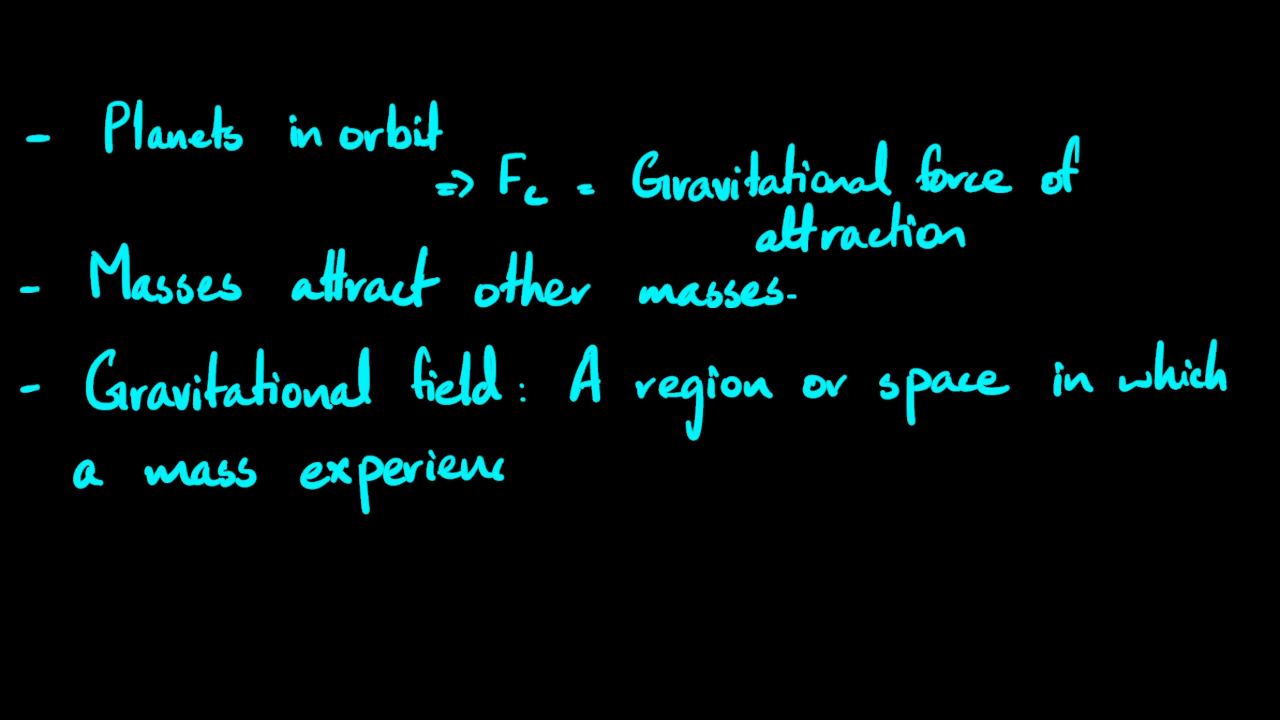 - Planets in orbit
=> Fc = Gravitational force of
attraction
- Masses attract other masses.
- Gravitational field: A region or space in which
a mass experienc